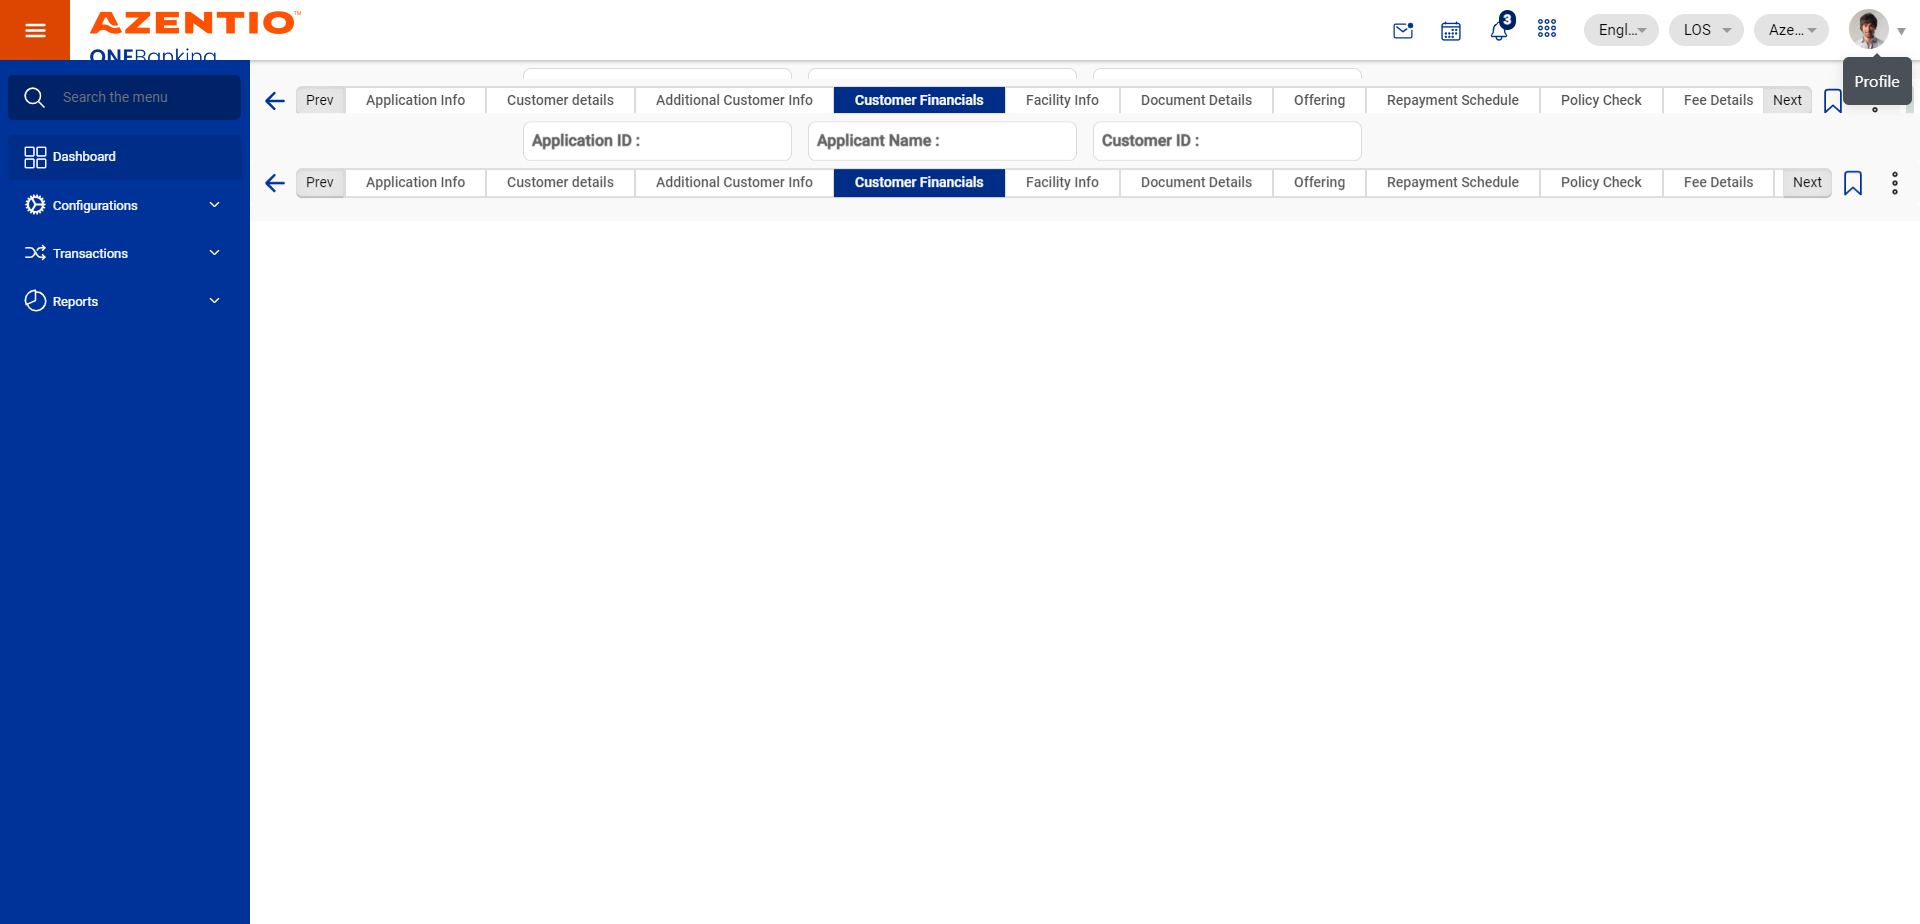 AZENTIO™
ONEBanking
3
Engl...
LOS
Aze...
Profile
Search the menu
Dashboard
Configurations
Transactions
Reports
Prev
Application Info
Customer details
Additional Customer Info
Customer Financials
Facility Info
Document Details
Offering
Repayment Schedule
Policy Check
Fee Details
Next
Application ID :
Applicant Name :
Customer ID :
Prev
Application Info
Customer details
Additional Customer Info
Customer Financials
Facility Info
Document Details
Offering
Repayment Schedule
Policy Check
Fee Details
Next